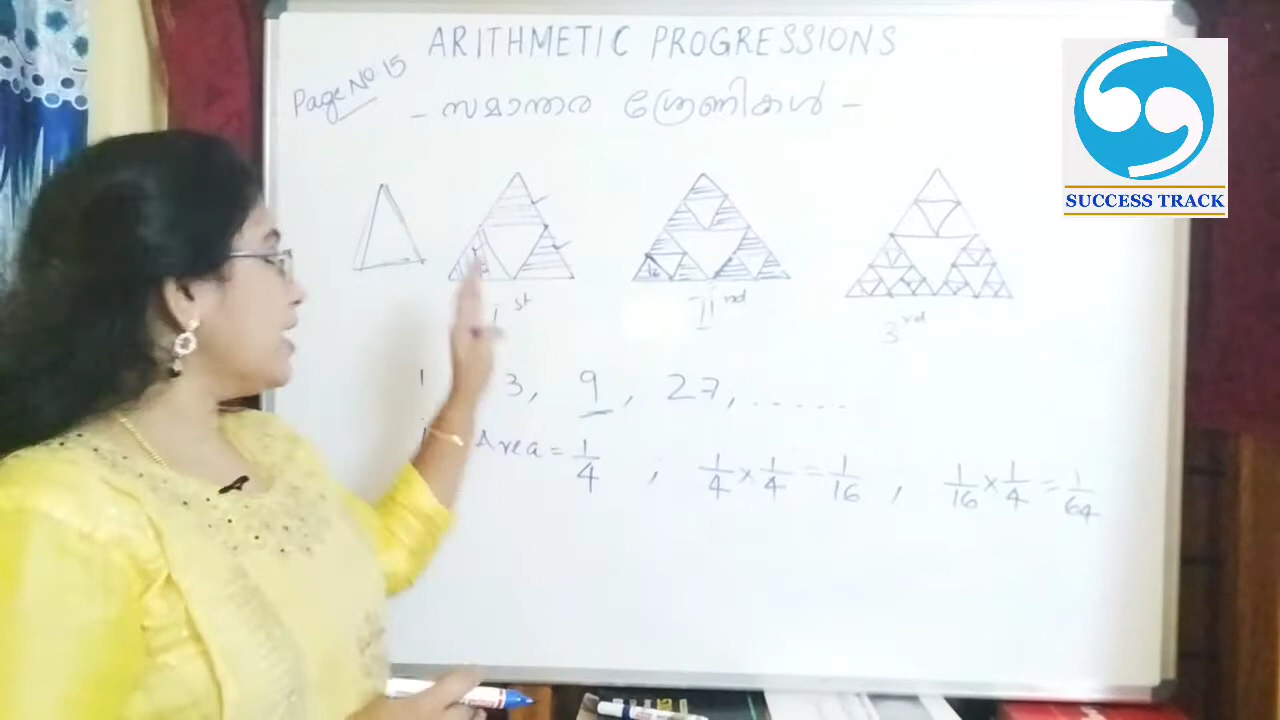 ARITHMETIC PROGRESSIONS
Page No 15
- സമാന്തര ശ്രേണികൾ -
SUCCESS TRACK
1st
IInd
3rd
3, 9, 27, .....
Area = 1/4 , 1/4 × 1/4 = 1/16 , 1/16 × 1/4 = 1/64